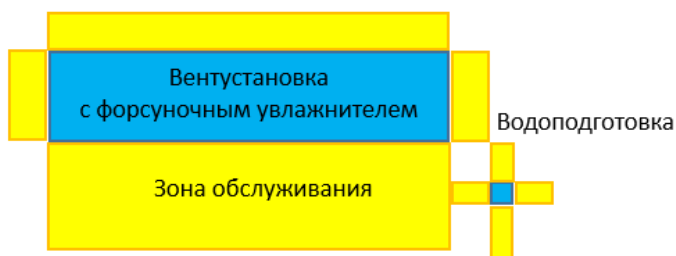 Вентустановка
с форсуночным увлажнителем
Водоподготовка
Зона обслуживания